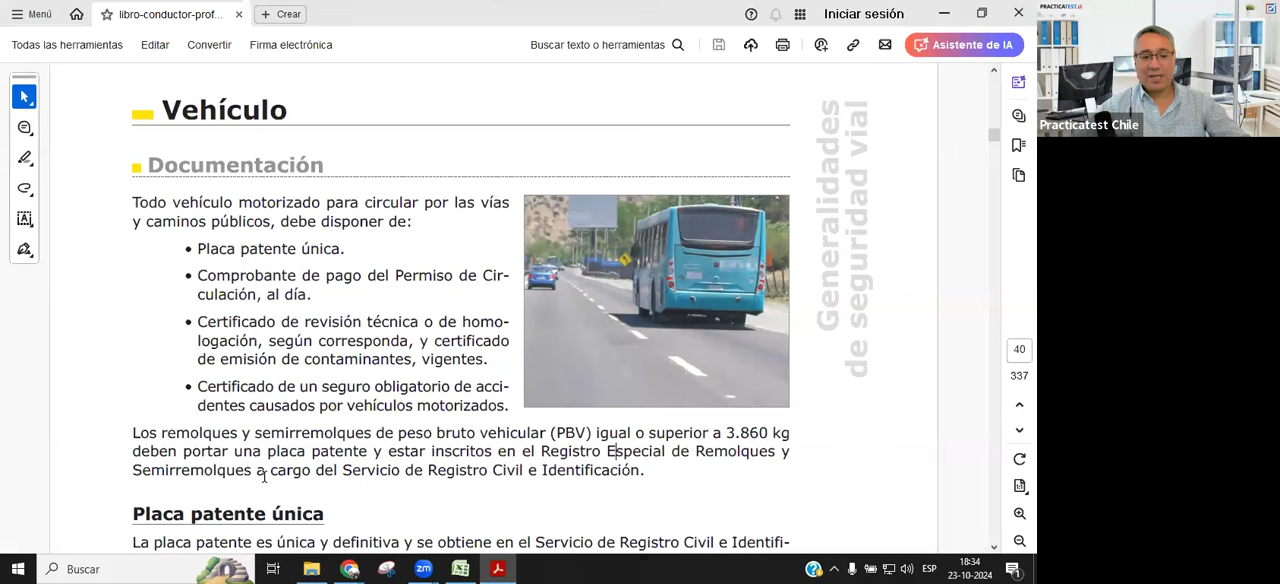 Menú
libro-conductor-prof...
Crear
Iniciar sesión
Todas las herramientas
Editar
Convertir
Firma electrónica
Buscar texto o herramientas
Asistente de IA
PRACTICATEST.cl
Practicatest Chile
Vehículo
Documentación
Todo vehículo motorizado para circular por las vías
y caminos públicos, debe disponer de:
• Placa patente única.
• Comprobante de pago del Permiso de Cir-
culación, al día.
• Certificado de revisión técnica o de homo-
logación, según corresponda, y certificado
de emisión de contaminantes, vigentes.
• Certificado de un seguro obligatorio de acci-
dentes causados por vehículos motorizados.
Generalidades
de seguridad vial
Los remolques y semirremolques de peso bruto vehicular (PBV) igual o superior a 3.860 kg
deben portar una placa patente y estar inscritos en el Registro Especial de Remolques y
Semirremolques a cargo del Servicio de Registro Civil e Identificación.
Placa patente única
La placa patente es única y definitiva y se obtiene en el Servicio de Registro Civil e Identifi-
40
337
Buscar
zm
ESP
18:34
23-10-2024